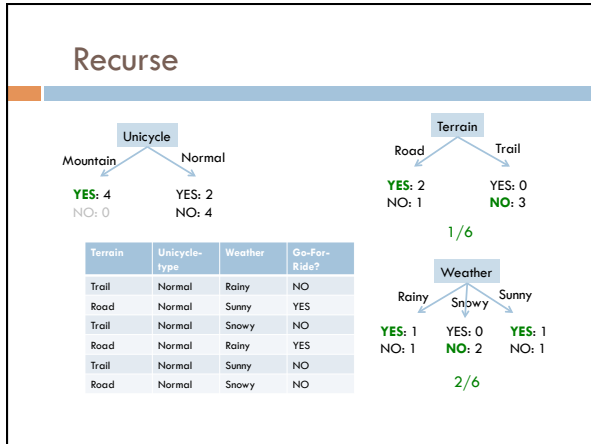 Recurse
Unicycle
Mountain Normal
YES: 4 YES: 2
NO: 0 NO: 4
Terrain
Road Trail
YES: 2 YES: 0
NO: 1 NO: 3
1/6
Terrain Unicycle-type Weather Go-For-Ride?
Trail Normal Rainy NO
Road Normal Sunny YES
Trail Normal Snowy NO
Road Normal Rainy YES
Trail Normal Sunny NO
Road Normal Snowy NO
Weather
Rainy Snowy Sunny
YES: 1 YES: 0 YES: 1
NO: 1 NO: 2 NO: 1
2/6